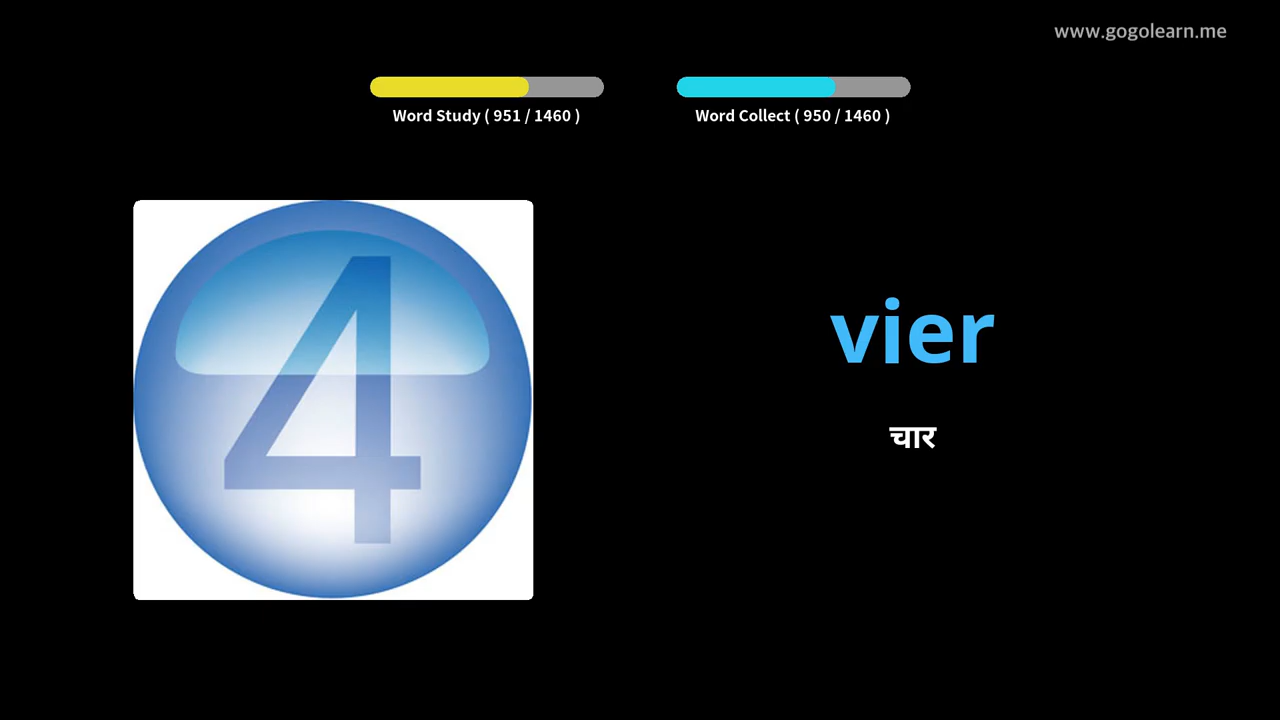 www.gogolearn.me
Word Study ( 951 / 1460 )
Word Collect ( 950 / 1460 )
4
vier
चार